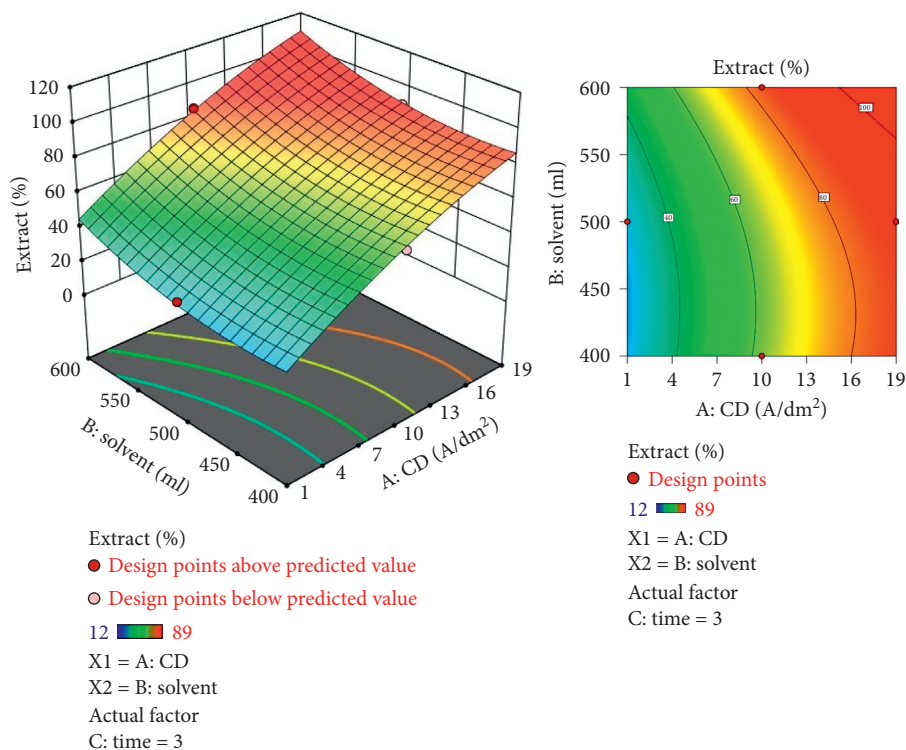 120
100
80
60
40
20
0
Extract (%)
600
550
500
450
400
B: solvent (ml)
1
4
7
10
13
16
19
A: CD (A/dm²)
Extract (%)
Design points above predicted value
Design points below predicted value
12 89
X1 = A: CD
X2 = B: solvent
Actual factor
C: time = 3
Extract (%)
600
550
500
450
400
B: solvent (ml)
40
60
80
100
1 4 7 10 13 16 19
A: CD (A/dm²)
Extract (%)
Design points
12 89
X1 = A: CD
X2 = B: solvent
Actual factor
C: time = 3